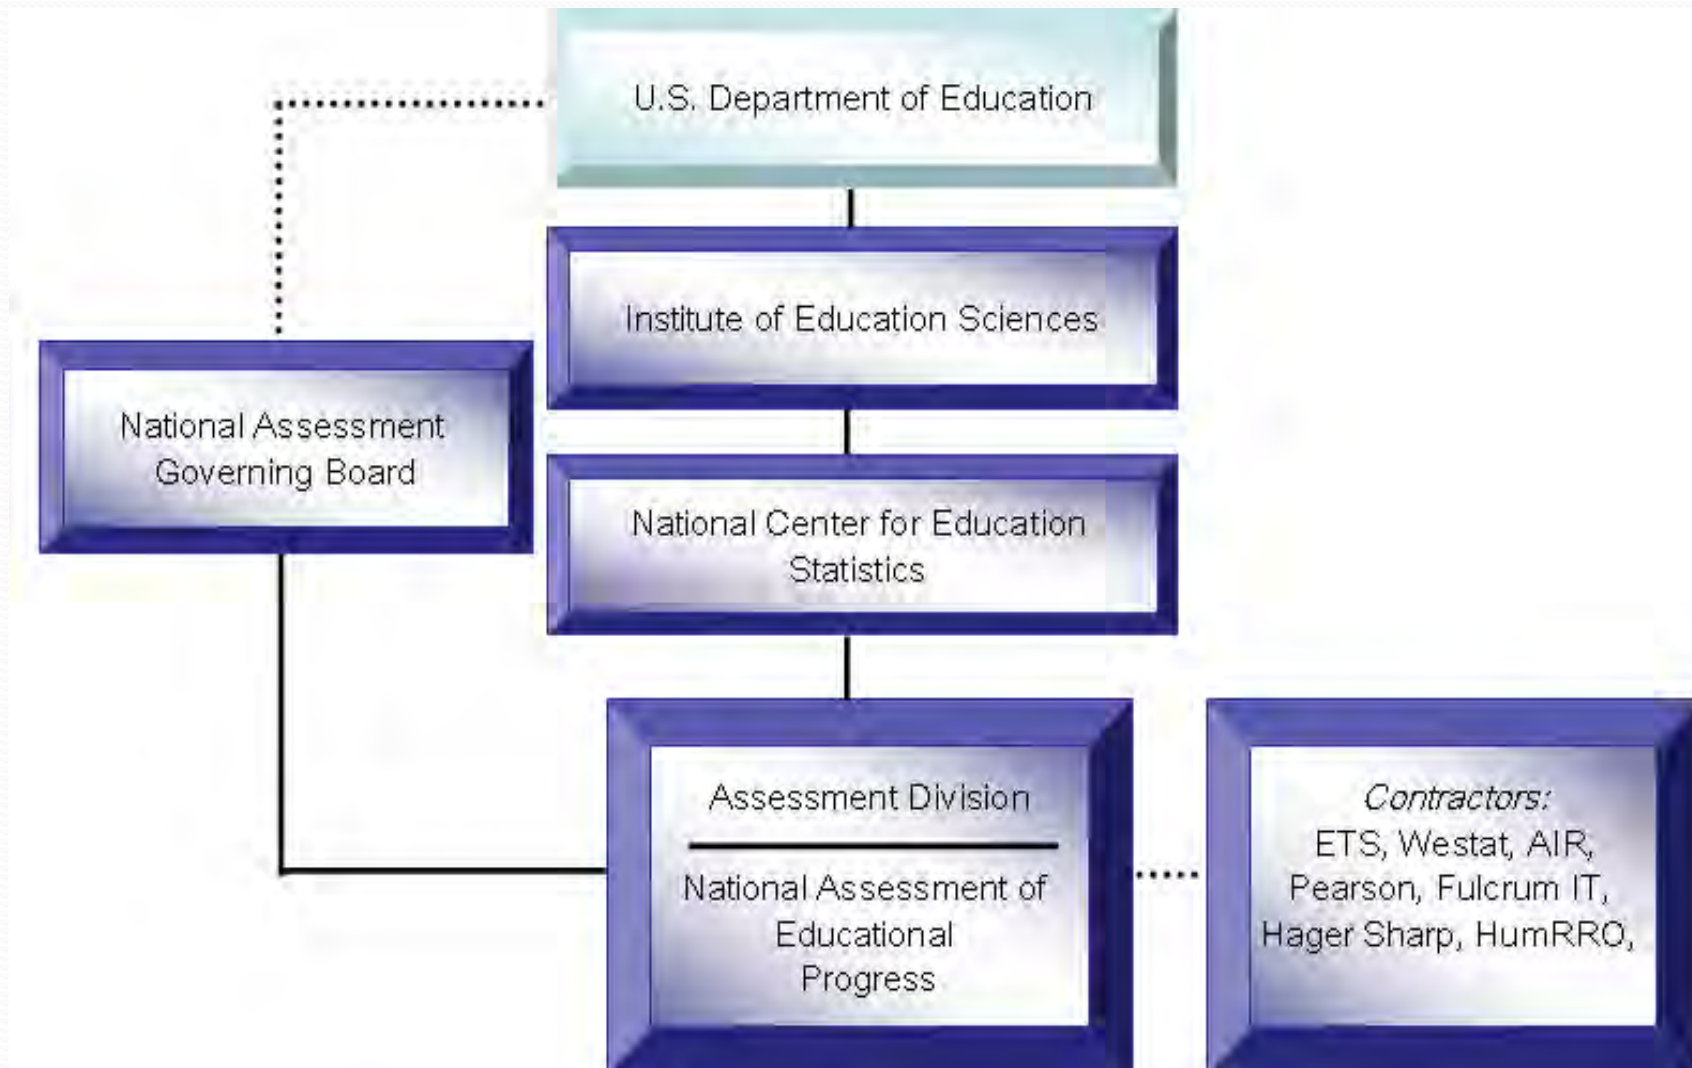 U.S. Department of Education
Institute of Education Sciences
National Assessment
Governing Board
National Center for Education
Statistics
Assessment Division
National Assessment of
Educational
Progress
Contractors:
ETS, Westat, AIR,
Pearson, Fulcrum IT,
Hager Sharp, HumRRO,